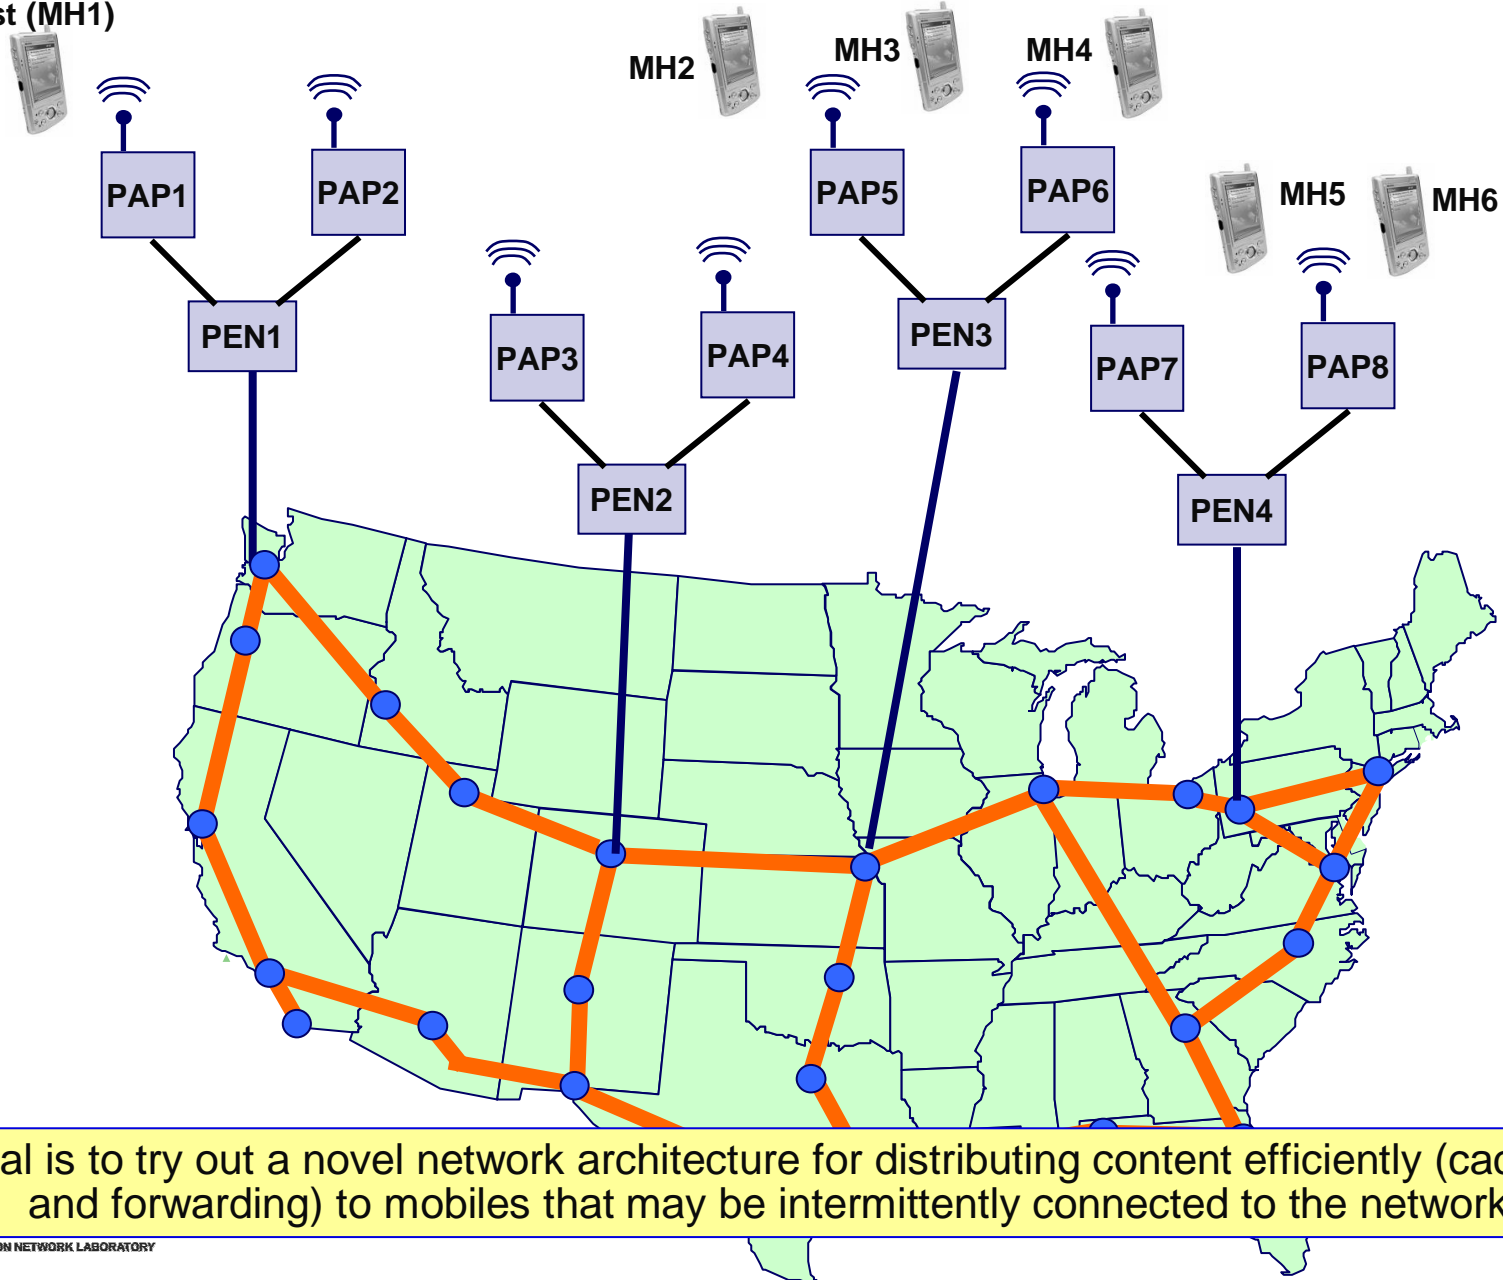 st (MH1)
MH2
MH3
MH4
PAP1
PAP2
PAP5
PAP6
MH5
MH6
PEN1
PAP3
PAP4
PEN3
PAP7
PAP8
PEN2
PEN4
al is to try out a novel network architecture for distributing content efficiently (cac
and forwarding) to mobiles that may be intermittently connected to the network
ON NETWORK LABORATORY